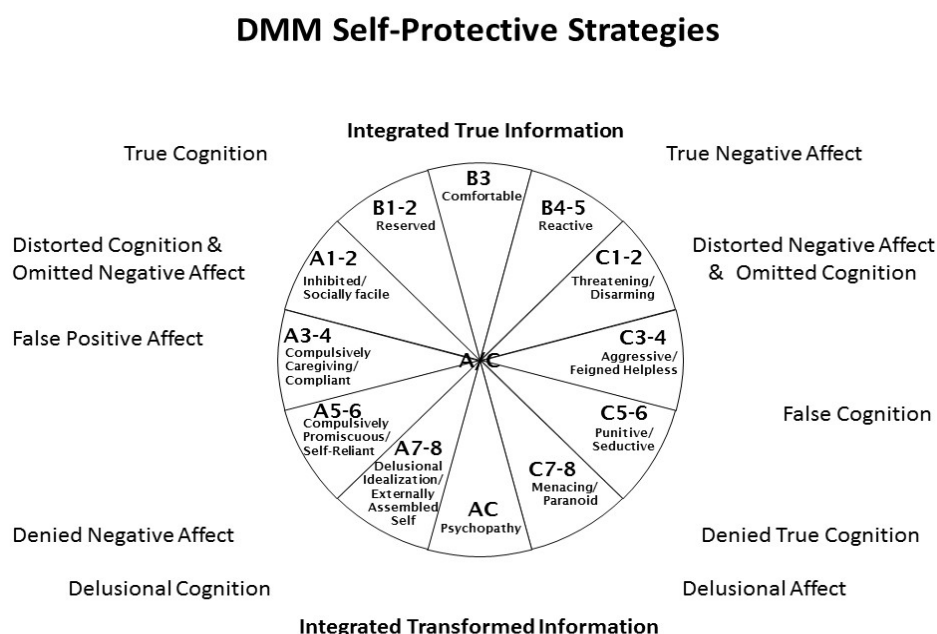 DMM Self-Protective Strategies
Integrated True Information
True Cognition
True Negative Affect
B3
Comfortable
B1-2
Reserved
B4-5
Reactive
Distorted Cognition &
Omitted Negative Affect
Distorted Negative Affect
& Omitted Cognition
A1-2
Inhibited/
Socially facile
C1-2
Threatening/
Disarming
False Positive Affect
A3-4
Compulsively
Caregiving/
Compliant
A/C
C3-4
Aggressive/
Feigned Helpless
False Cognition
A5-6
Compulsively
Promiscuous/
Self-Reliant
C5-6
Punitive/
Seductive
A7-8
Delusional
Idealization/
Externally
Assembled
Self
C7-8
Menacing/
Paranoid
AC
Psychopathy
Denied Negative Affect
Denied True Cognition
Delusional Cognition
Delusional Affect
Integrated Transformed Information